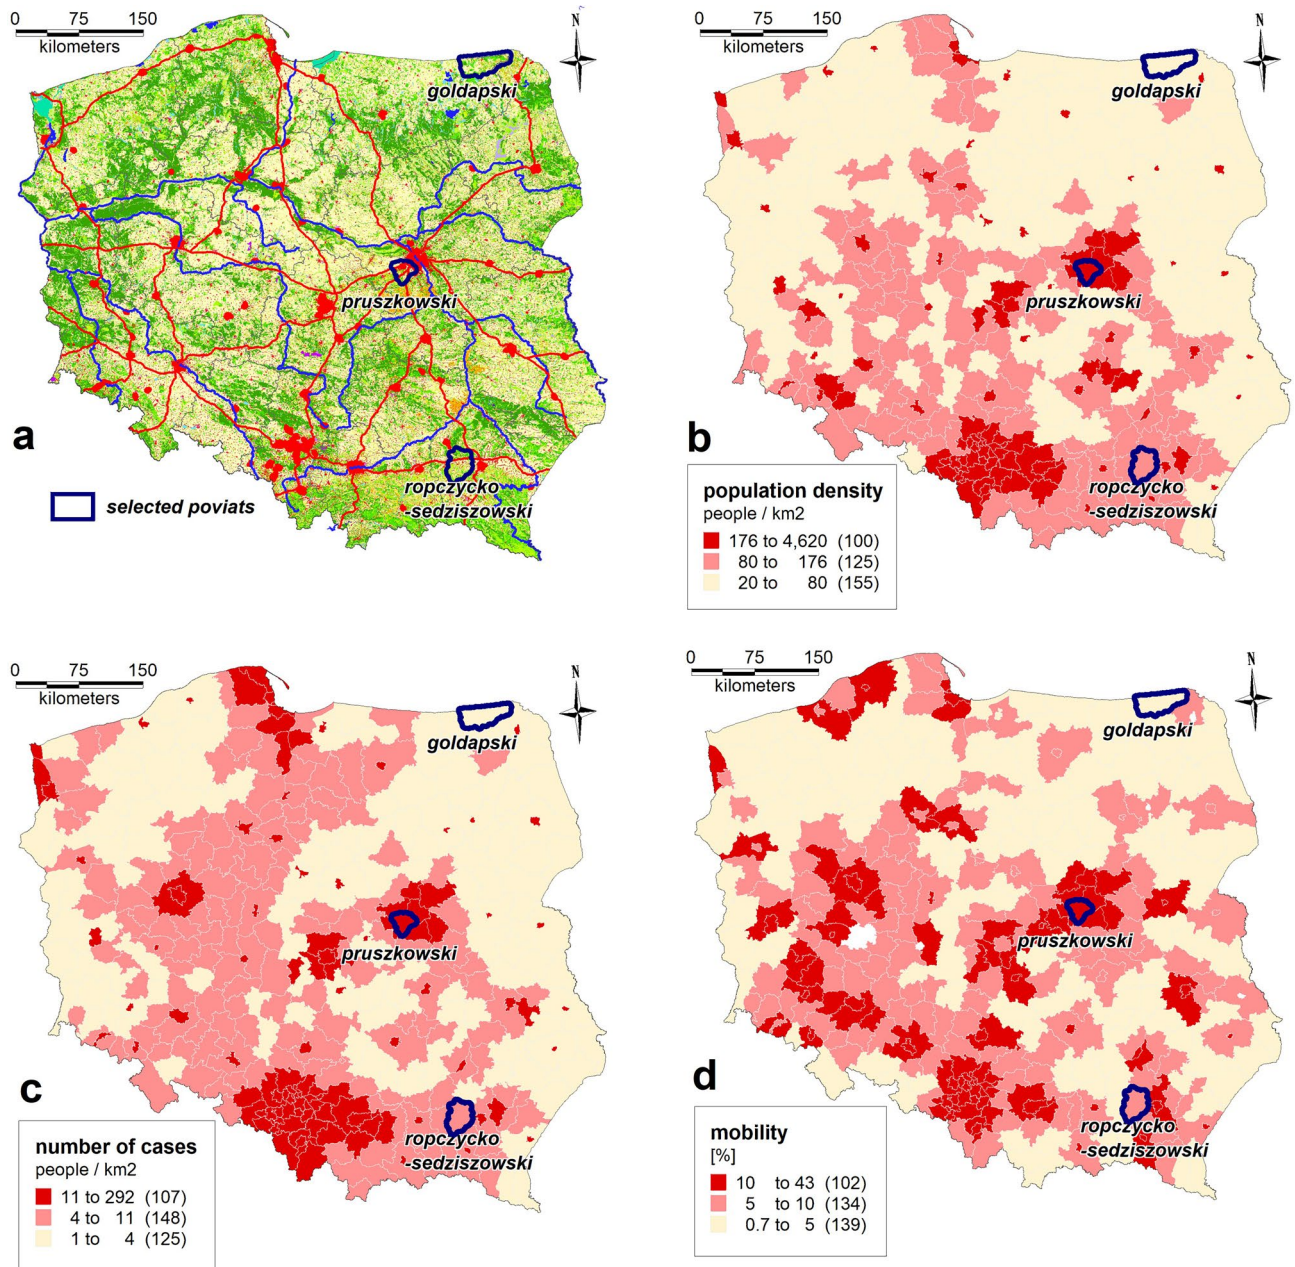 0 75 150
kilometers
N
goldapski
pruszkowski
a
ropczycko
-sedziszowski
selected poviats
0 75 150
kilometers
N
goldapski
pruszkowski
b
ropczycko
-sedziszowski
population density
people / km2
176 to 4,620 (100)
80 to 176 (125)
20 to 80 (155)
0 75 150
kilometers
N
goldapski
pruszkowski
c
ropczycko
-sedziszowski
number of cases
people / km2
11 to 292 (107)
4 to 11 (148)
1 to 4 (125)
0 75 150
kilometers
N
goldapski
pruszkowski
d
ropczycko
-sedziszowski
mobility
[%]
10 to 43 (102)
5 to 10 (134)
0.7 to 5 (139)